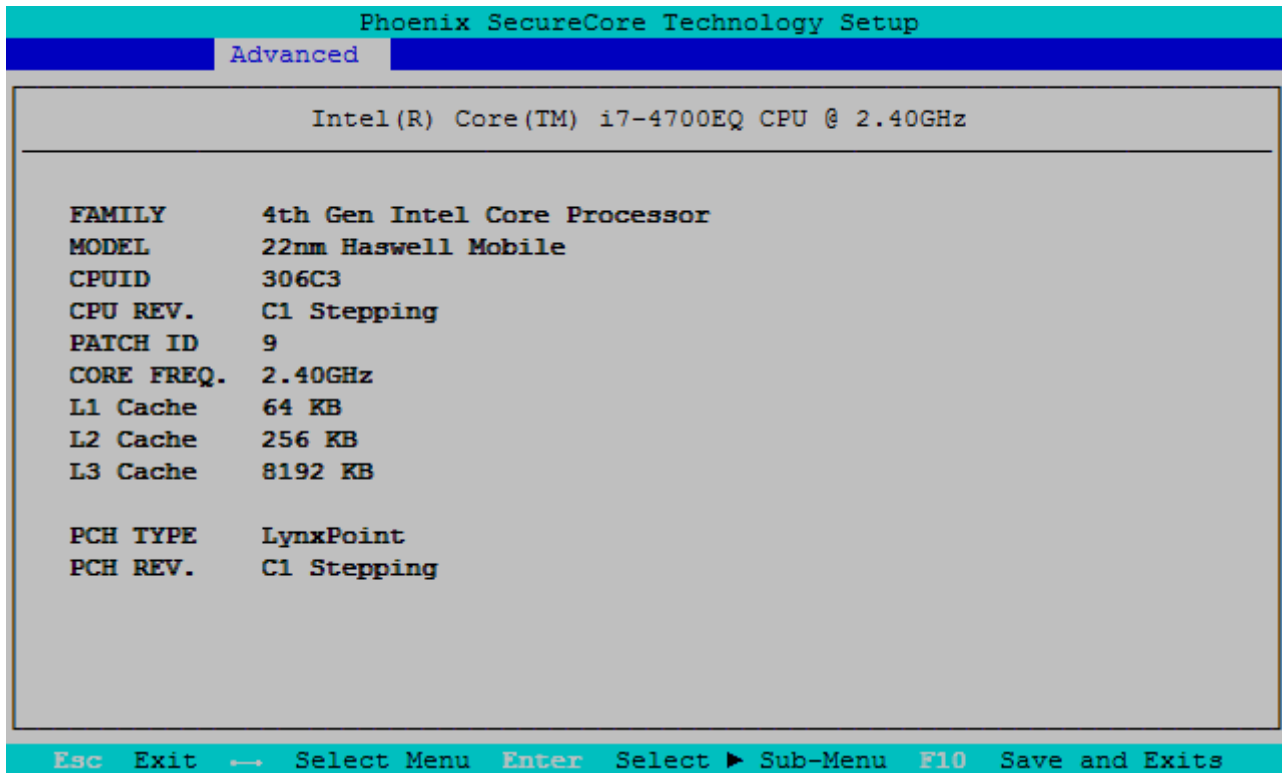 Phoenix SecureCore Technology Setup
Advanced
Intel(R) Core(TM) i7-4700EQ CPU @ 2.40GHz
FAMILY 4th Gen Intel Core Processor
MODEL 22nm Haswell Mobile
CPUID 306C3
CPU REV. C1 Stepping
PATCH ID 9
CORE FREQ. 2.40GHz
L1 Cache 64 KB
L2 Cache 256 KB
L3 Cache 8192 KB
PCH TYPE LynxPoint
PCH REV. C1 Stepping
Esc Exit ↔ Select Menu Enter Select ▶ Sub-Menu F10 Save and Exits